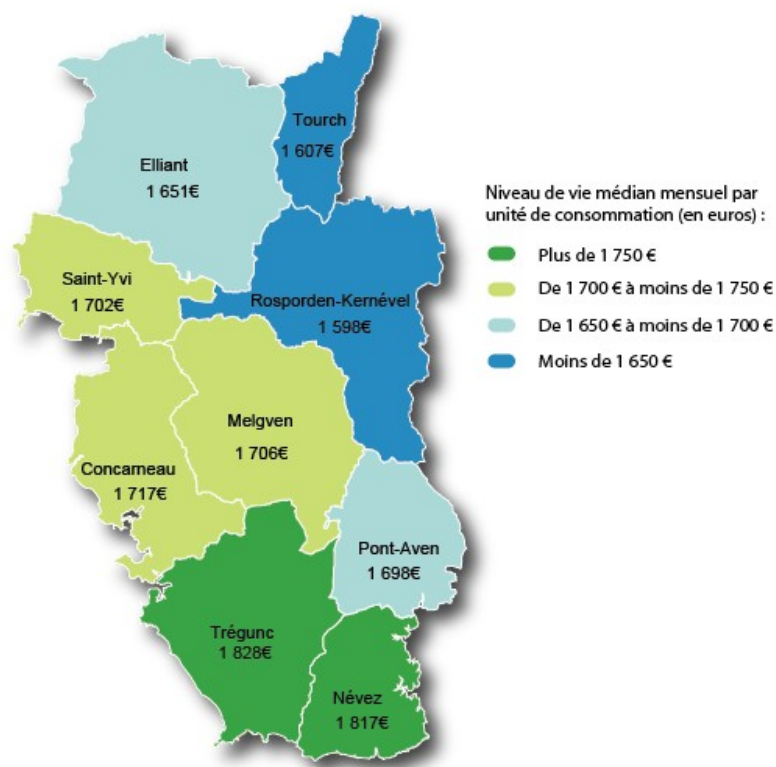 Tourch
1 607€
Elliant
1 651€
Niveau de vie médian mensuel par
unité de consommation (en euros) :
Plus de 1 750 €
De 1 700 € à moins de 1 750 €
De 1 650 € à moins de 1 700 €
Moins de 1 650 €
Saint-Yvi
1 702€
Rosporden-Kernével
1 598€
Melgven
1 706€
Concarneau
1 717€
Pont-Aven
1 698€
Trégunc
1 828€
Névez
1 817€